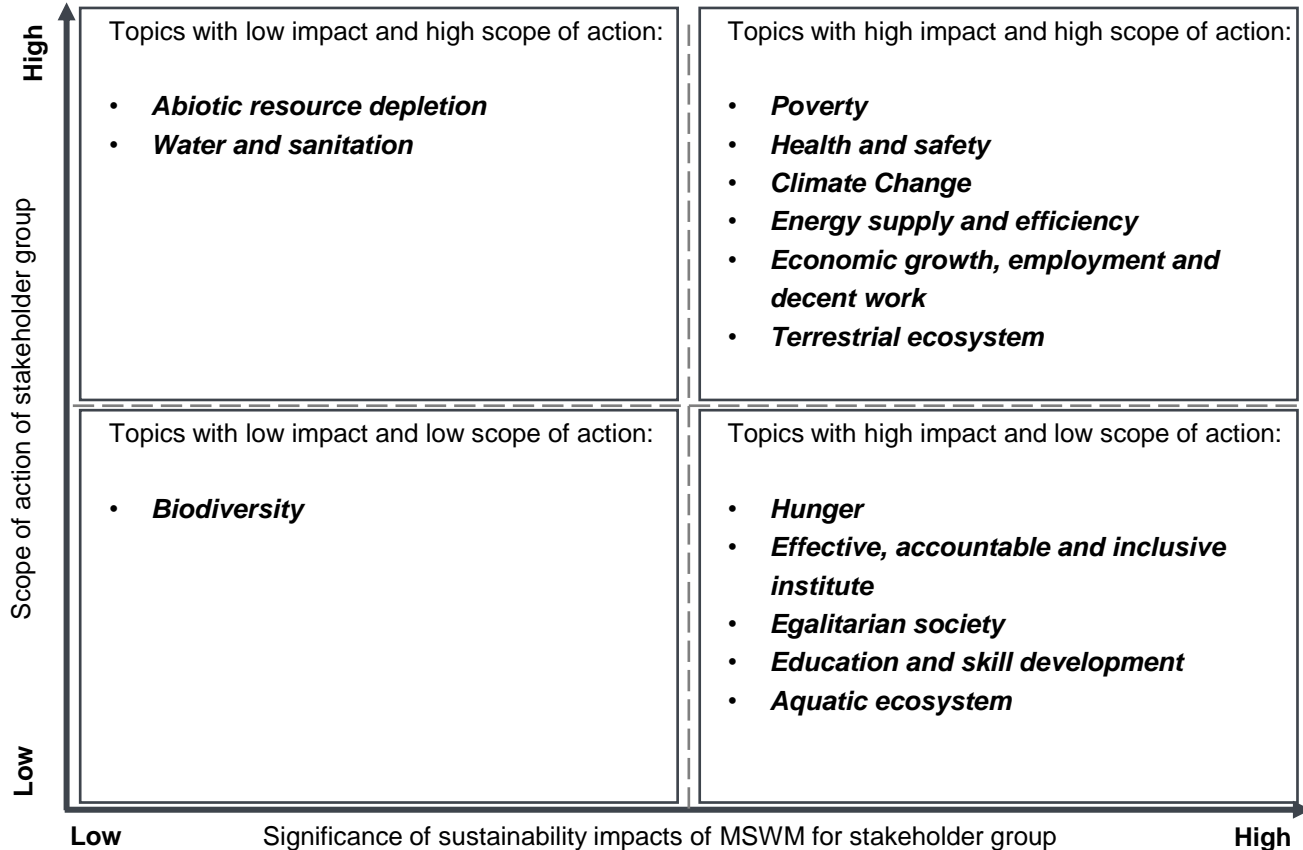 High
Scope of action of stakeholder group
Low
Topics with low impact and high scope of action:
• Abiotic resource depletion
• Water and sanitation
Topics with high impact and high scope of action:
• Poverty
• Health and safety
• Climate Change
• Energy supply and efficiency
• Economic growth, employment and
decent work
• Terrestrial ecosystem
Topics with low impact and low scope of action:
• Biodiversity
Topics with high impact and low scope of action:
• Hunger
• Effective, accountable and inclusive
institute
• Egalitarian society
• Education and skill development
• Aquatic ecosystem
Low Significance of sustainability impacts of MSWM for stakeholder group High